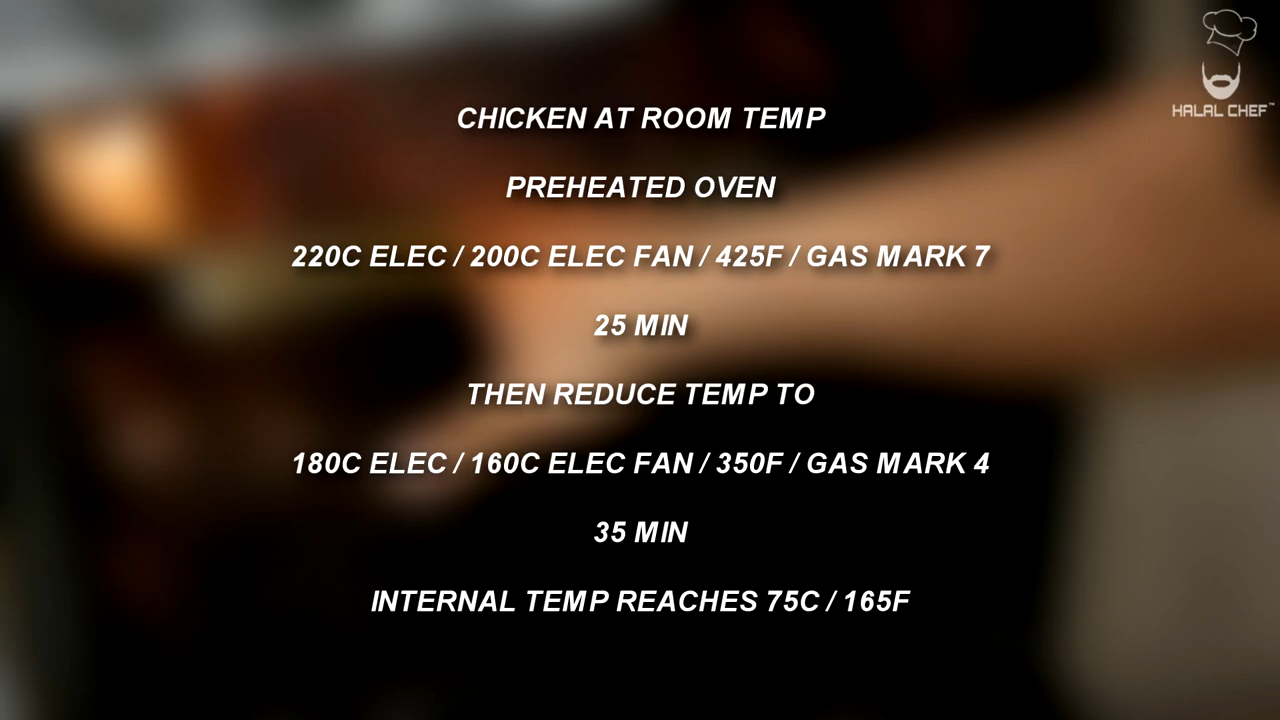 HALAL CHEF™
CHICKEN AT ROOM TEMP
PREHEATED OVEN
220C ELEC / 200C ELEC FAN / 425F / GAS MARK 7
25 MIN
THEN REDUCE TEMP TO
180C ELEC / 160C ELEC FAN / 350F / GAS MARK 4
35 MIN
INTERNAL TEMP REACHES 75C / 165F